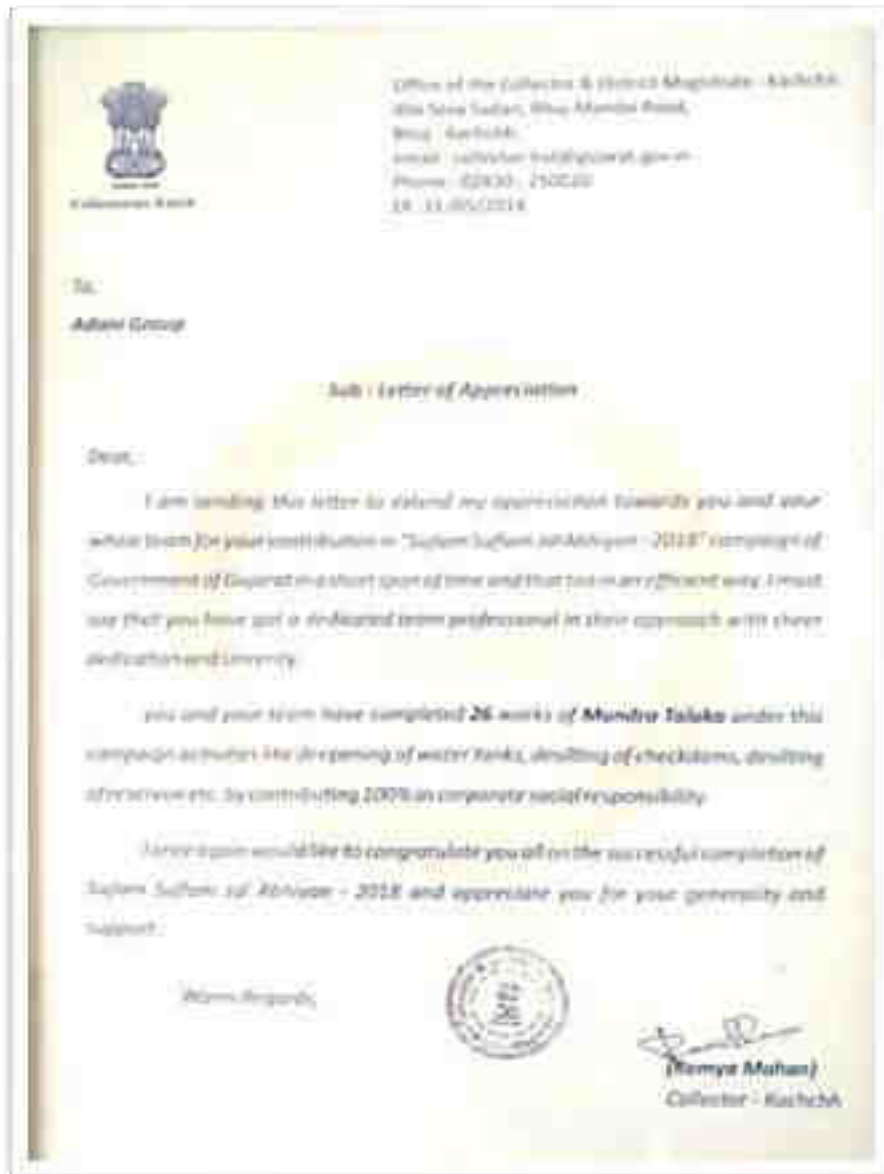 Office of the Collector & District Magistrate - Kachchh
Bhuj - Kachchh
Phone : 02832 - 250020
To,
Adani Group
Sub : Letter of Appreciation
Dear,
I am sending this letter to extend my appreciation towards you and your
whole team for your contribution in "Sujlam Suflam Jal Abhiyan - 2018" campaign of
Government of Gujarat in a short span of time and that too in an efficient way. I must
say that you have got a dedicated team professional in their approach with sheer
dedication and sincerity.
you and your team have completed 26 works of Mundra Taluka under this
campaign activities like deepening of water tanks, desilting of checkdams, desilting
of reservoir etc. by contributing 100% in corporate social responsibility.
I once again would like to congratulate you all on the successful completion of
Sujlam Suflam Jal Abhiyan - 2018 and appreciate you for your generosity and
support.
Warm Regards,
(Remya Mohan)
Collector - Kachchh